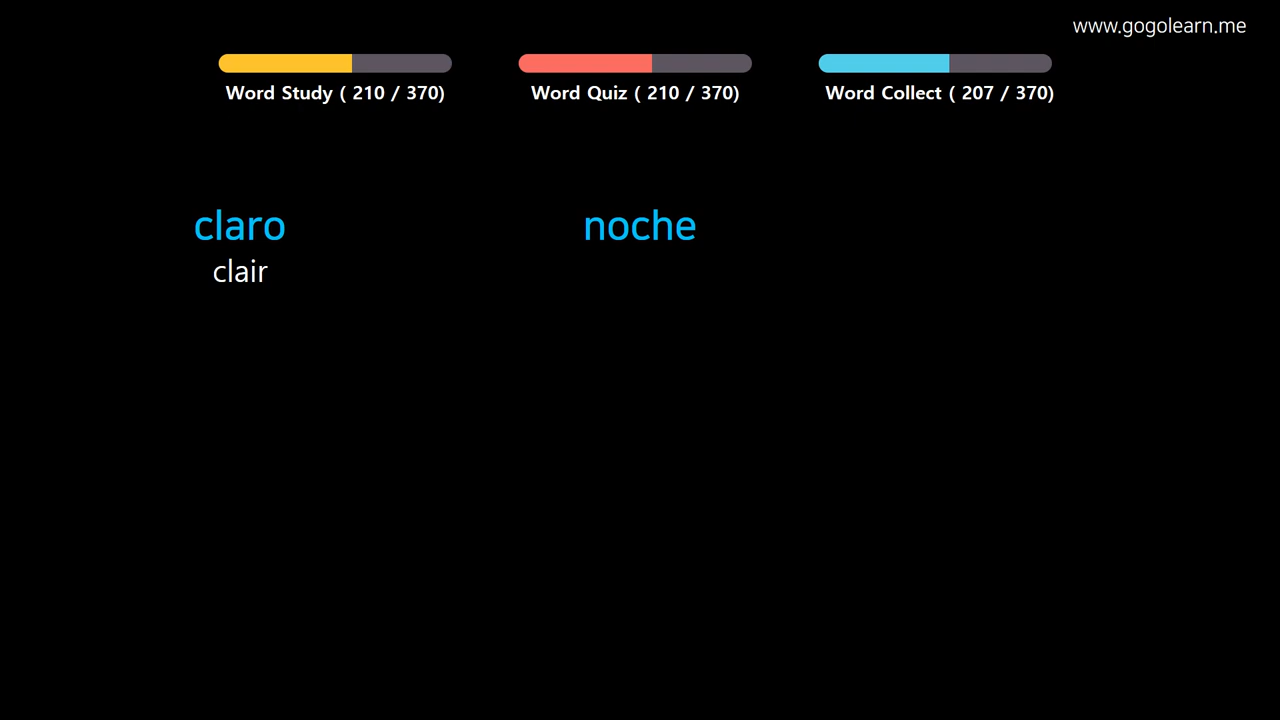 www.gogolearn.me
Word Study ( 210 / 370)
Word Quiz ( 210 / 370)
Word Collect ( 207 / 370)
claro
clair
noche